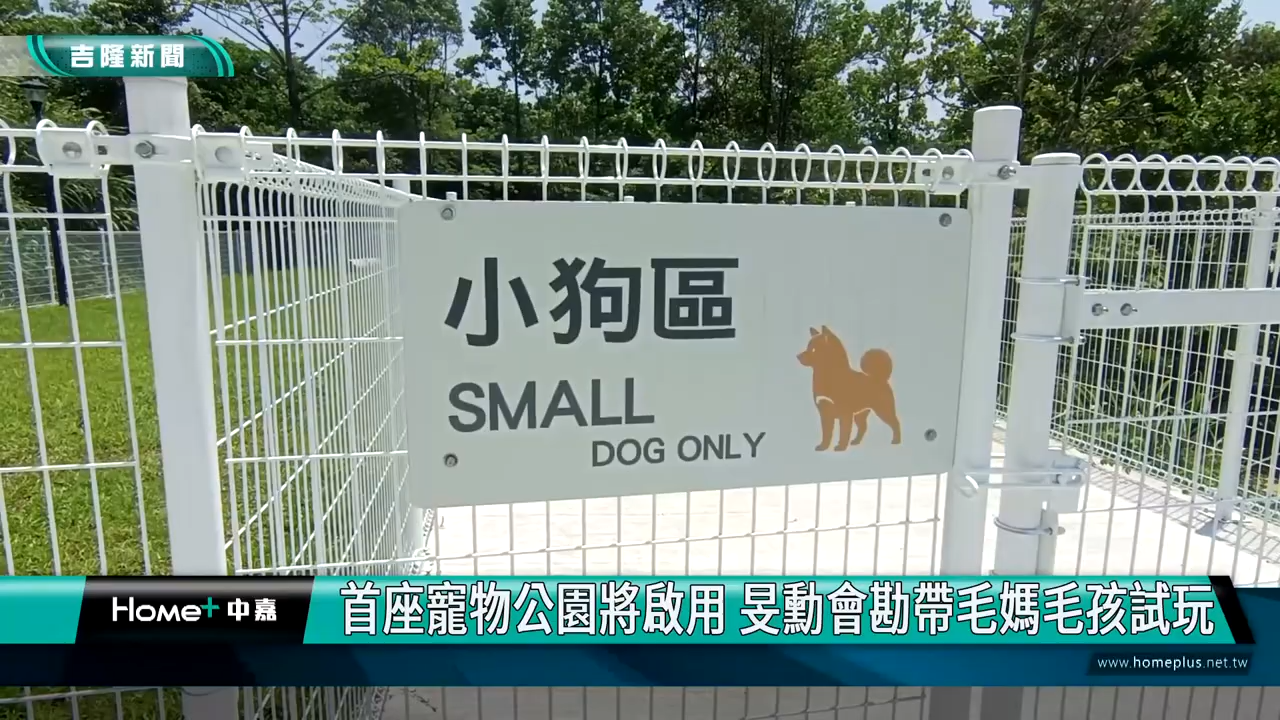 吉隆新聞
小狗區
SMALL
DOG ONLY
Home+ 中嘉
首座寵物公園將啟用 旻勳會勘帶毛媽毛孩試玩
www.homeplus.net.tw